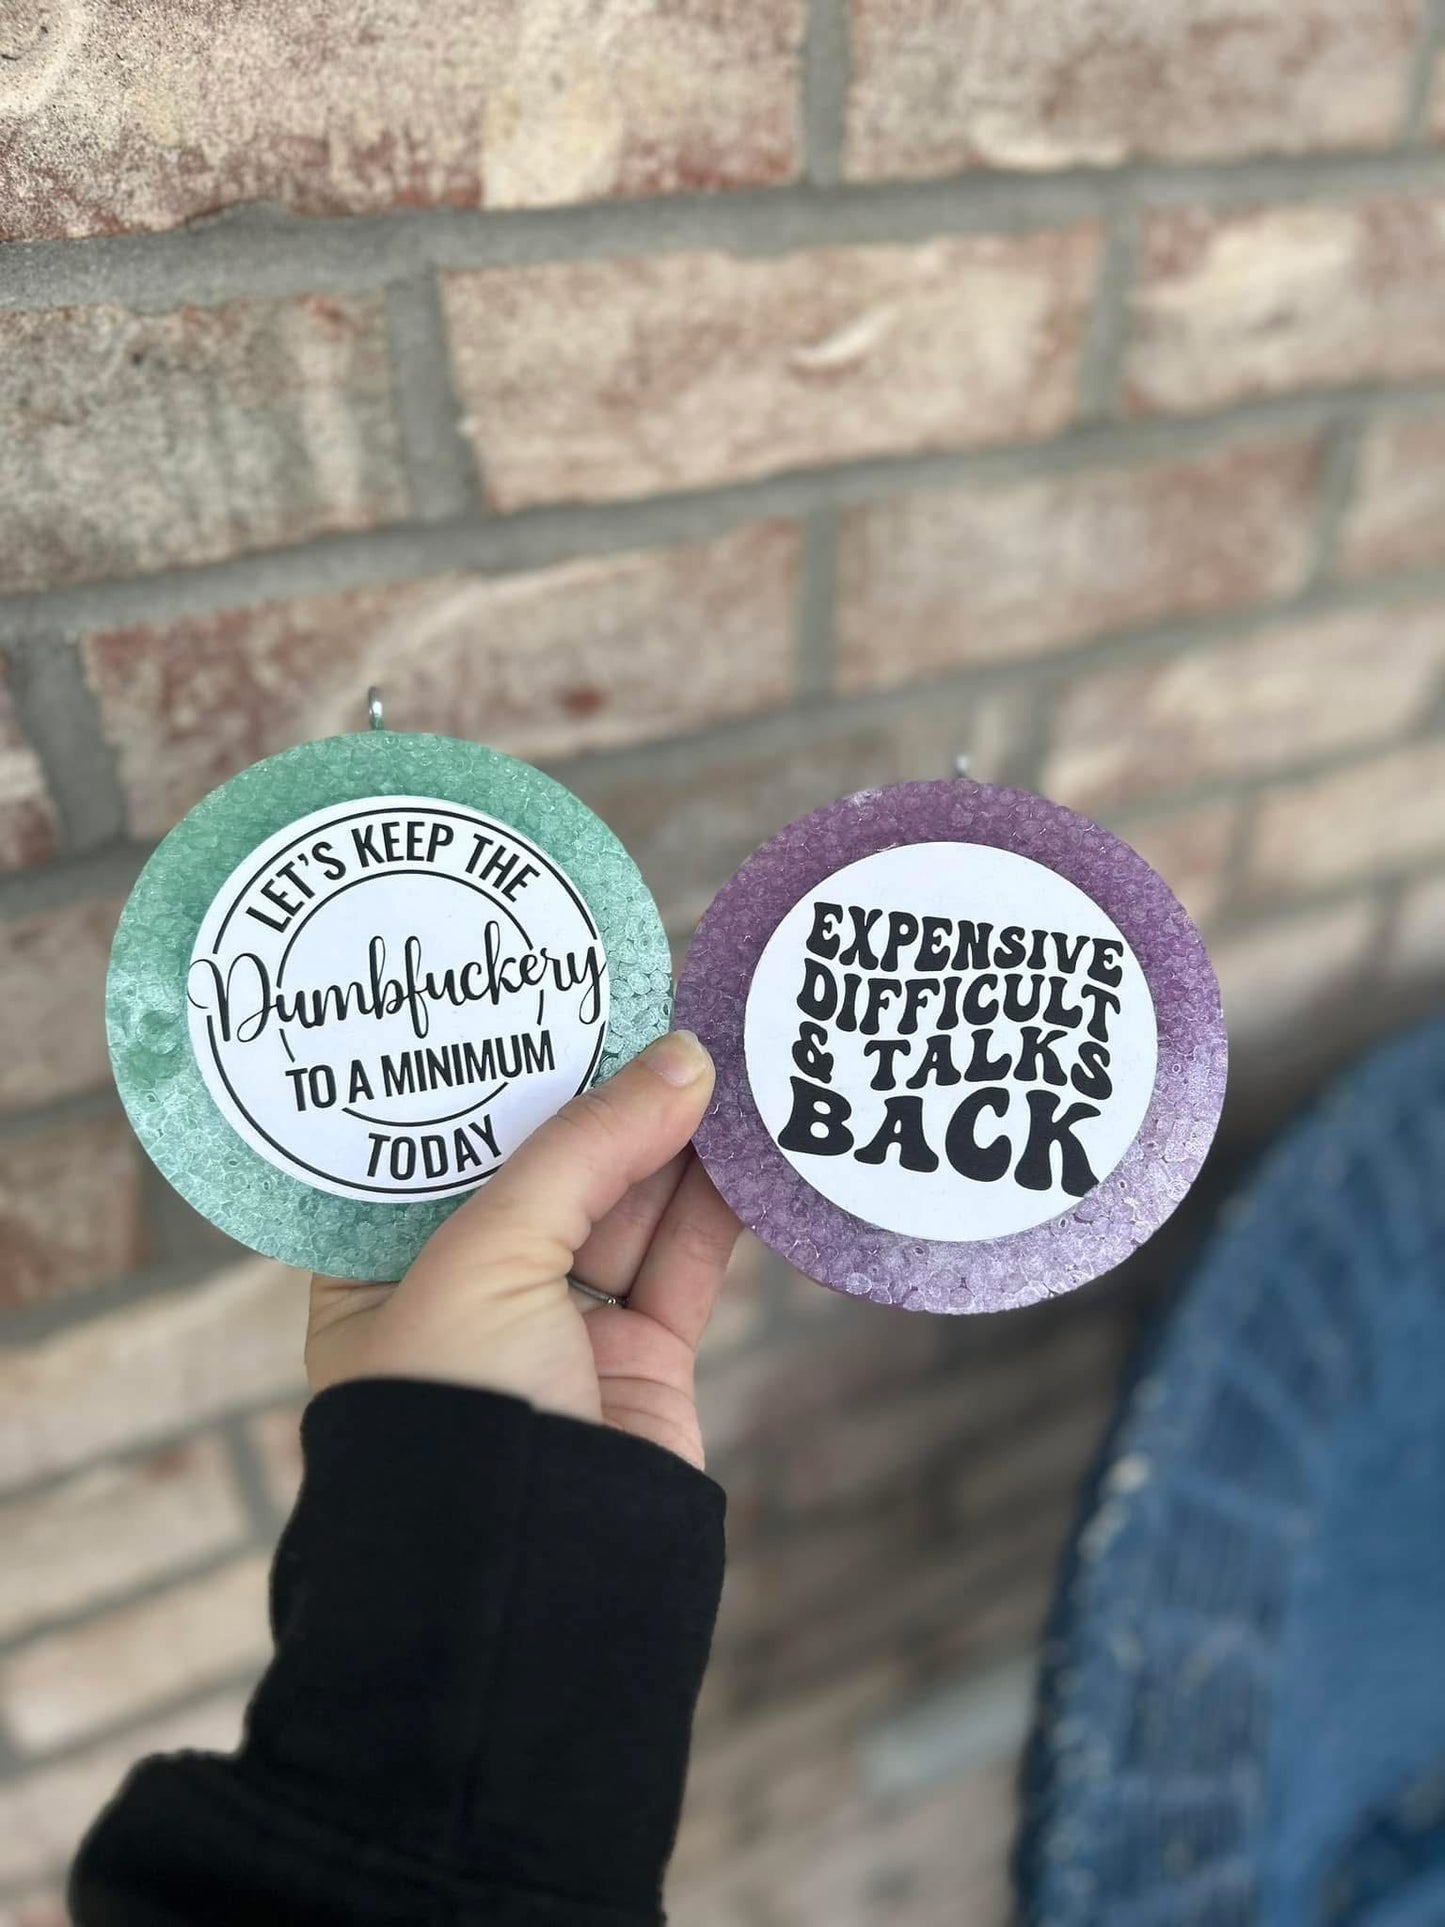 LET'S KEEP THE
Dumbfuckery
TO A MINIMUM
TODAY
EXPENSIVE
DIFFICULT
& TALKS
BACK